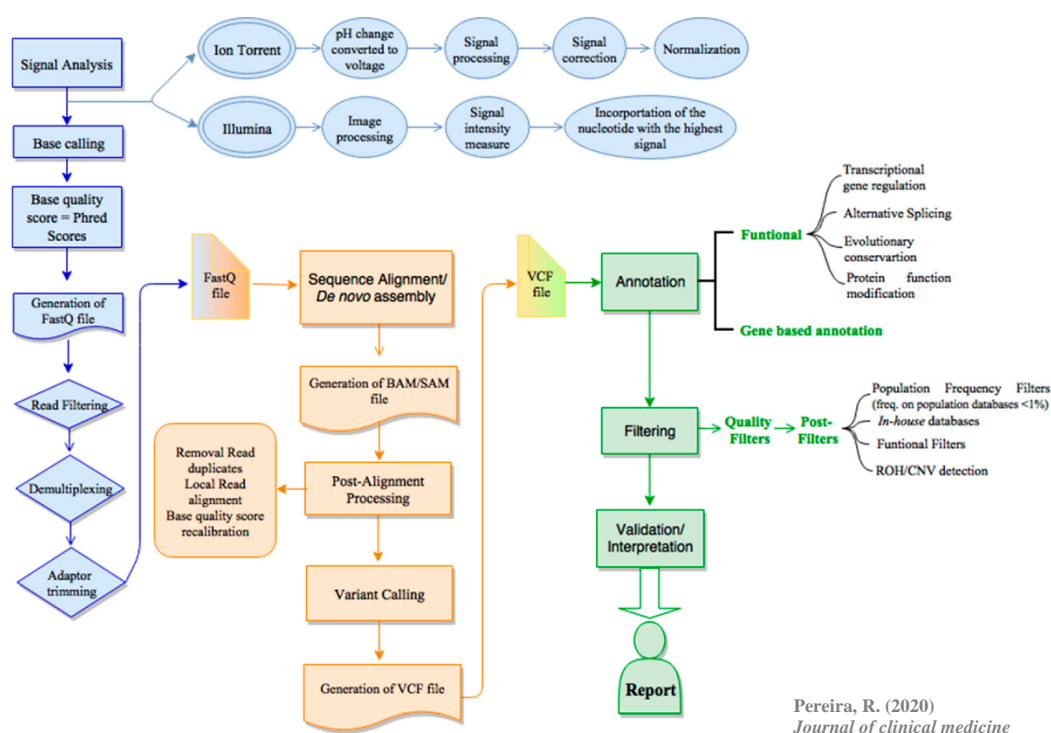 Signal Analysis
Ion Torrent
pH change
converted to
voltage
Signal
processing
Signal
correction
Normalization
Illumina
Image
processing
Signal
intensity
measure
Incorportation of the
nucleotide with the highest
signal
Base calling
Base quality
score = Phred
Scores
Generation of
FastQ file
Read Filtering
Demultiplexing
Adaptor
trimming
FastQ
file
Sequence Alignment/
De novo assembly
Generation of BAM/SAM
file
Post-Alignment
Processing
Removal Read
duplicates
Local Read
alignment
Base quality score
recalibration
Variant Calling
Generation of VCF file
VCF
file
Annotation
Funtional
Transcriptional
gene regulation
Alternative Splicing
Evolutionary
conservartion
Protein function
modification
Gene based annotation
Filtering
Quality
Filters
Post-
Filters
Population Frequency Filters
(freq. on population databases <1%)
In-house databases
Funtional Filters
ROH/CNV detection
Validation/
Interpretation
Report
Pereira, R. (2020)
Journal of clinical medicine